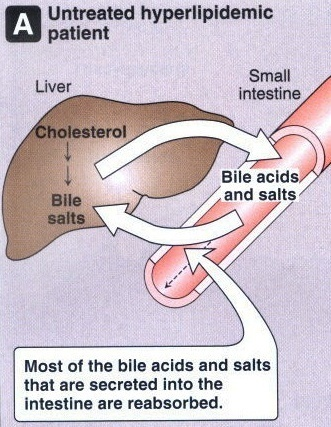 A Untreated hyperlipidemic
patient
Liver
Small
intestine
Cholesterol
Bile
salts
Bile acids
and salts
Most of the bile acids and salts
that are secreted into the
intestine are reabsorbed.